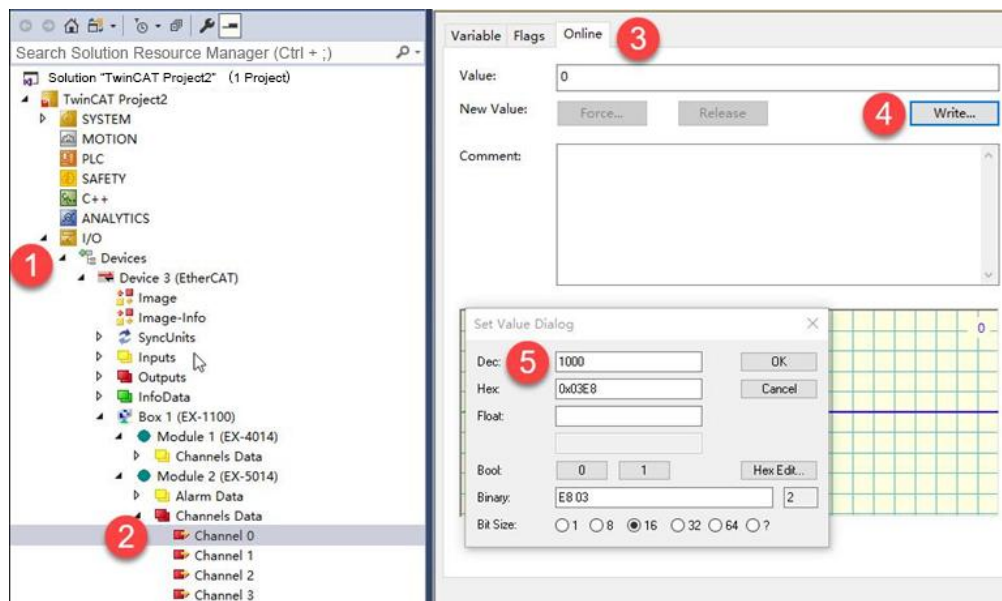 Search Solution Resource Manager (Ctrl + ;)
Solution "TwinCAT Project2" (1 Project)
TwinCAT Project2
SYSTEM
MOTION
PLC
SAFETY
C++
ANALYTICS
I/O
1
Devices
Device 3 (EtherCAT)
Image
Image-Info
SyncUnits
Inputs
Outputs
InfoData
Box 1 (EX-1100)
Module 1 (EX-4014)
Channels Data
Module 2 (EX-5014)
Alarm Data
Channels Data
2
Channel 0
Channel 1
Channel 2
Channel 3
Variable Flags Online 3
Value: 0
New Value: Force... Release 4 Write...
Comment:
0
Set Value Dialog
Dec: 5 1000 OK
Hex: 0x03E8 Cancel
Float:
Bool: 0 1 Hex Edit...
Binary: E8 03 2
Bit Size: 1 8 16 32 64 ?